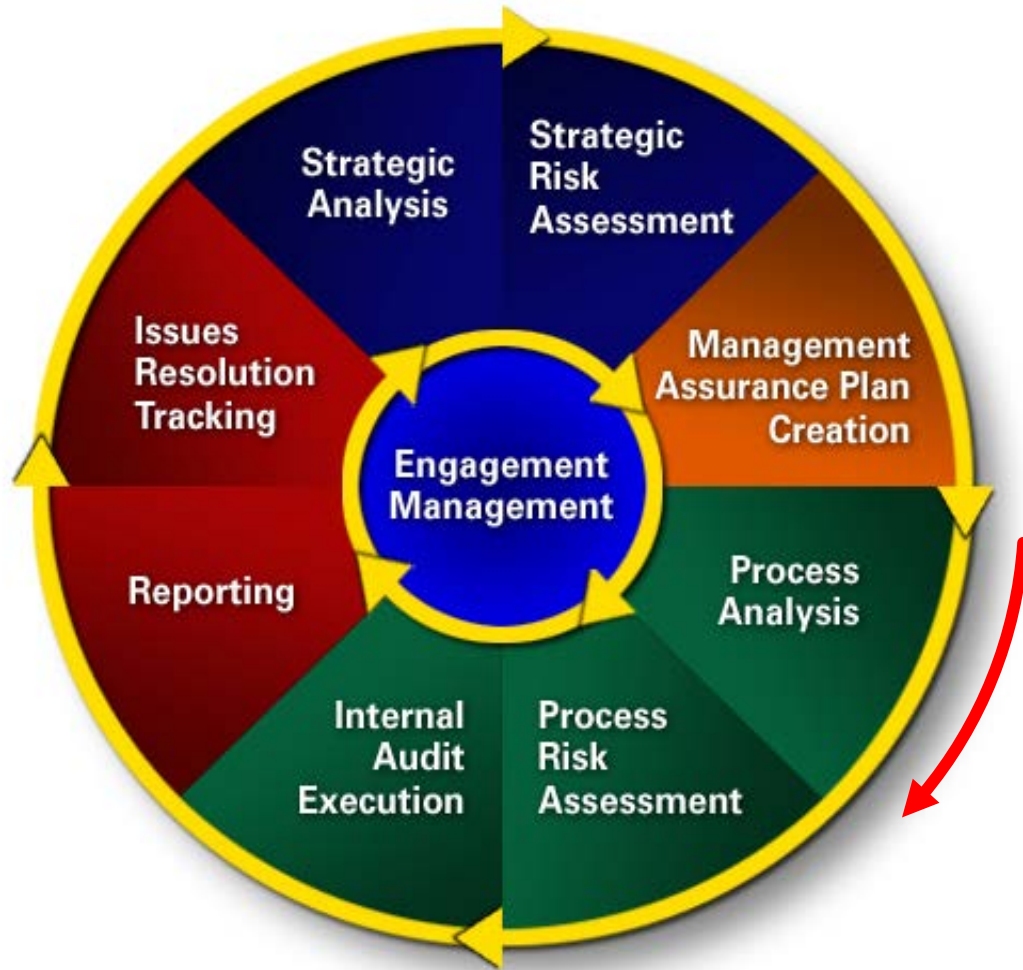 Strategic
Analysis
Strategic
Risk
Assessment
Management
Assurance Plan
Creation
Process
Analysis
Process
Risk
Assessment
Internal
Audit
Execution
Reporting
Issues
Resolution
Tracking
Engagement
Management